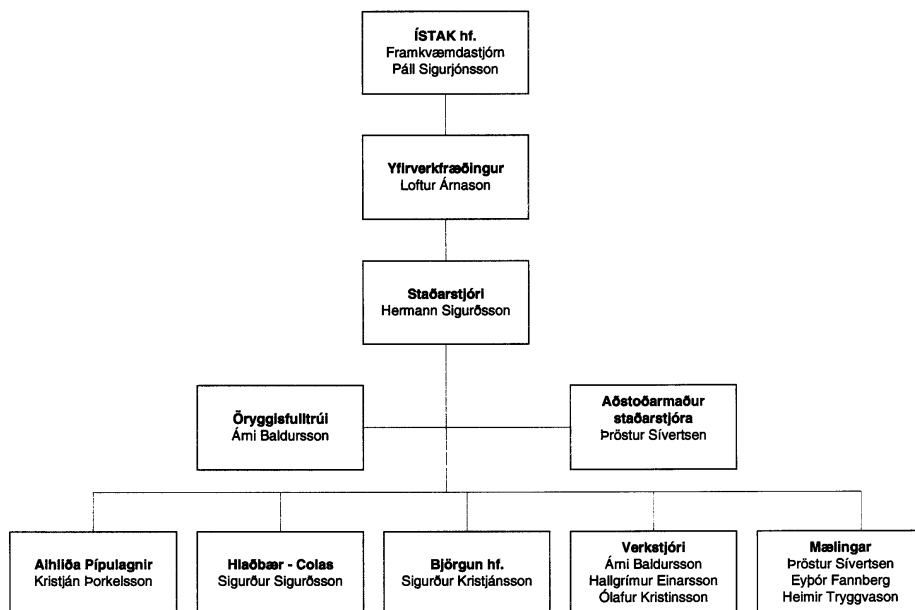 ÍSTAK hf.
Framkvæmdastjórn
Páll Sigurjónsson
Yfirverkfræðingur
Loftur Árnason
Staðarstjóri
Hermann Sigurðsson
Öryggisfulltrúi
Árni Baldursson
Aðstoðarmaður
staðarstjóra
Þröstur Sívertsen
Alhliða Pípulagnir
Kristján Þorkelsson
Hlaðbær - Colas
Sigurður Sigurðsson
Björgun hf.
Sigurður Kristjánsson
Verkstjóri
Árni Baldursson
Hallgrímur Einarsson
Ólafur Kristinsson
Mælingar
Þröstur Sívertsen
Eyþór Fannberg
Heimir Tryggvason